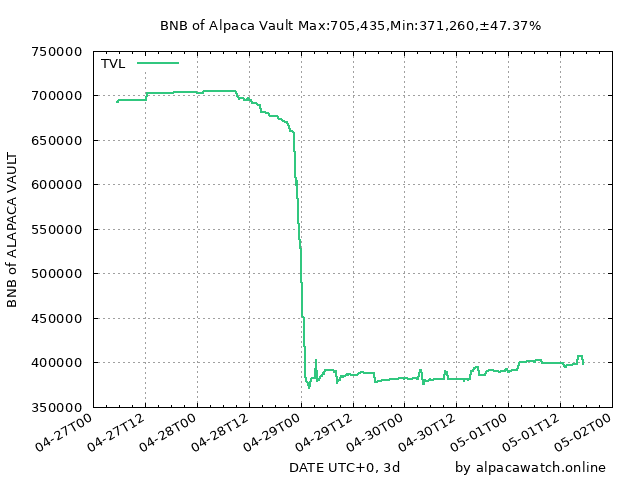 BNB of Alpaca Vault Max:705,435,Min:371,260,±47.37%
750000
TVL
700000
650000
600000
550000
500000
450000
400000
350000
BNB of ALAPACA VAULT
04-27T00
04-27T12
04-28T00
04-28T12
04-29T00
04-29T12
04-30T00
04-30T12
05-01T00
05-01T12
05-02T00
DATE UTC+0, 3d
by alpacawatch.online